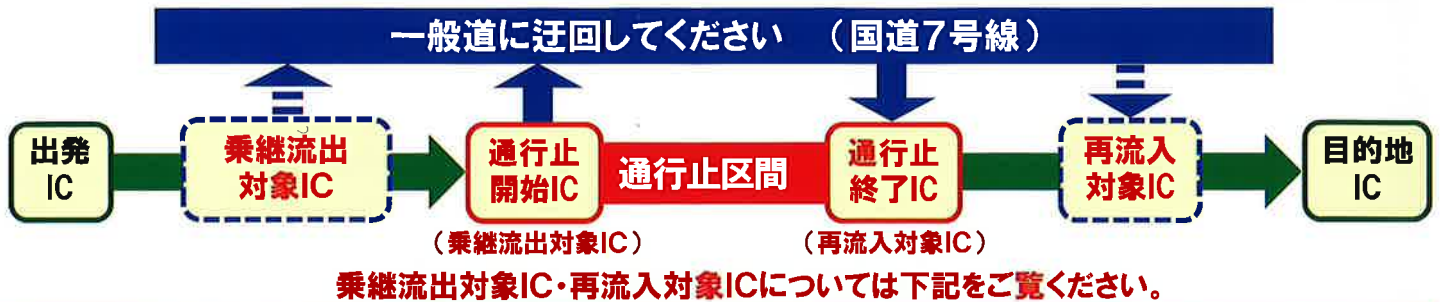 一般道に迂回してください （国道7号線）
出発
IC
乗継流出
対象IC
通行止
開始IC
通行止区間
通行止
終了IC
再流入
対象IC
目的地
IC
（乗継流出対象IC）
（再流入対象IC）
乗継流出対象IC・再流入対象ICについては下記をご覧ください。